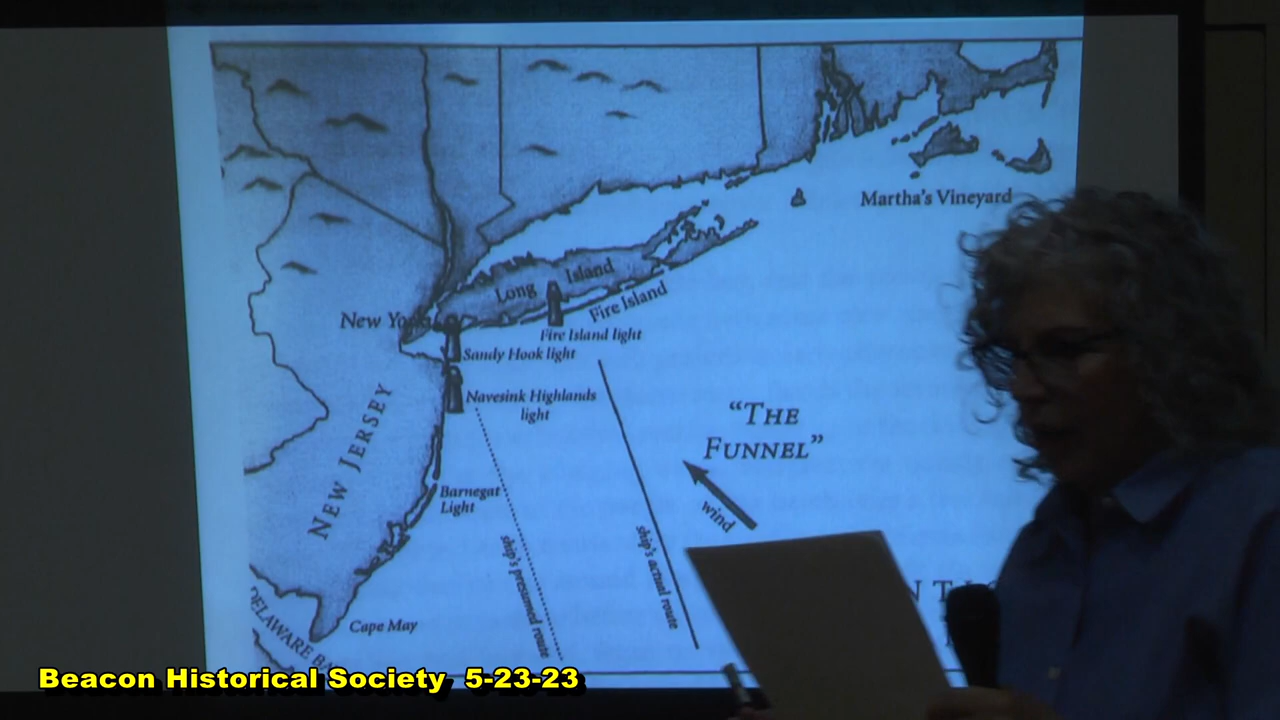 Martha's Vineyard
Long Island
Fire Island
New York
Fire Island light
Sandy Hook light
Navesink Highlands
light
"THE
FUNNEL"
NEW JERSEY
Barnegat
Light
wind
ship's presumed route
ship's actual route
Cape May
DELAWARE
Beacon Historical Society 5-23-23